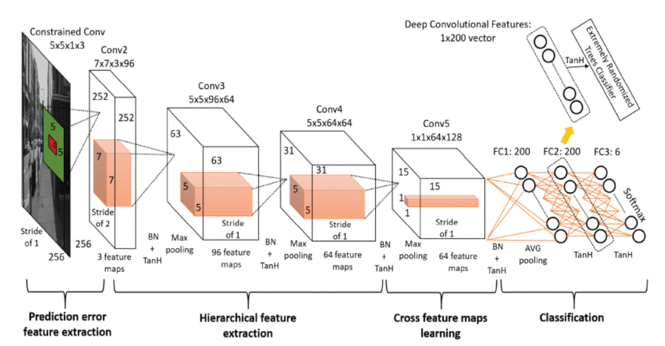 Deep Convolutional Features:
1x200 vector
TanH
Extremely Randomized
Trees Classifier
Constrained Conv
5x5x1x3
Conv2
7x7x3x96
Conv3
5x5x96x64
Conv4
5x5x64x64
Conv5
1x1x64x128
FC1: 200
FC2: 200
FC3: 6
Softmax
5
5
Stride of 1
256
256
252
252
7
7
Stride of 2
3 feature maps
BN + TanH
63
63
5
5
Stride of 1
Max pooling
96 feature maps
BN + TanH
31
31
5
5
Stride of 1
Max pooling
64 feature maps
BN + TanH
15
15
1
1
Stride of 1
Max pooling
64 feature maps
BN + TanH
AVG pooling
TanH
TanH
Prediction error
feature extraction
Hierarchical feature
extraction
Cross feature maps
learning
Classification